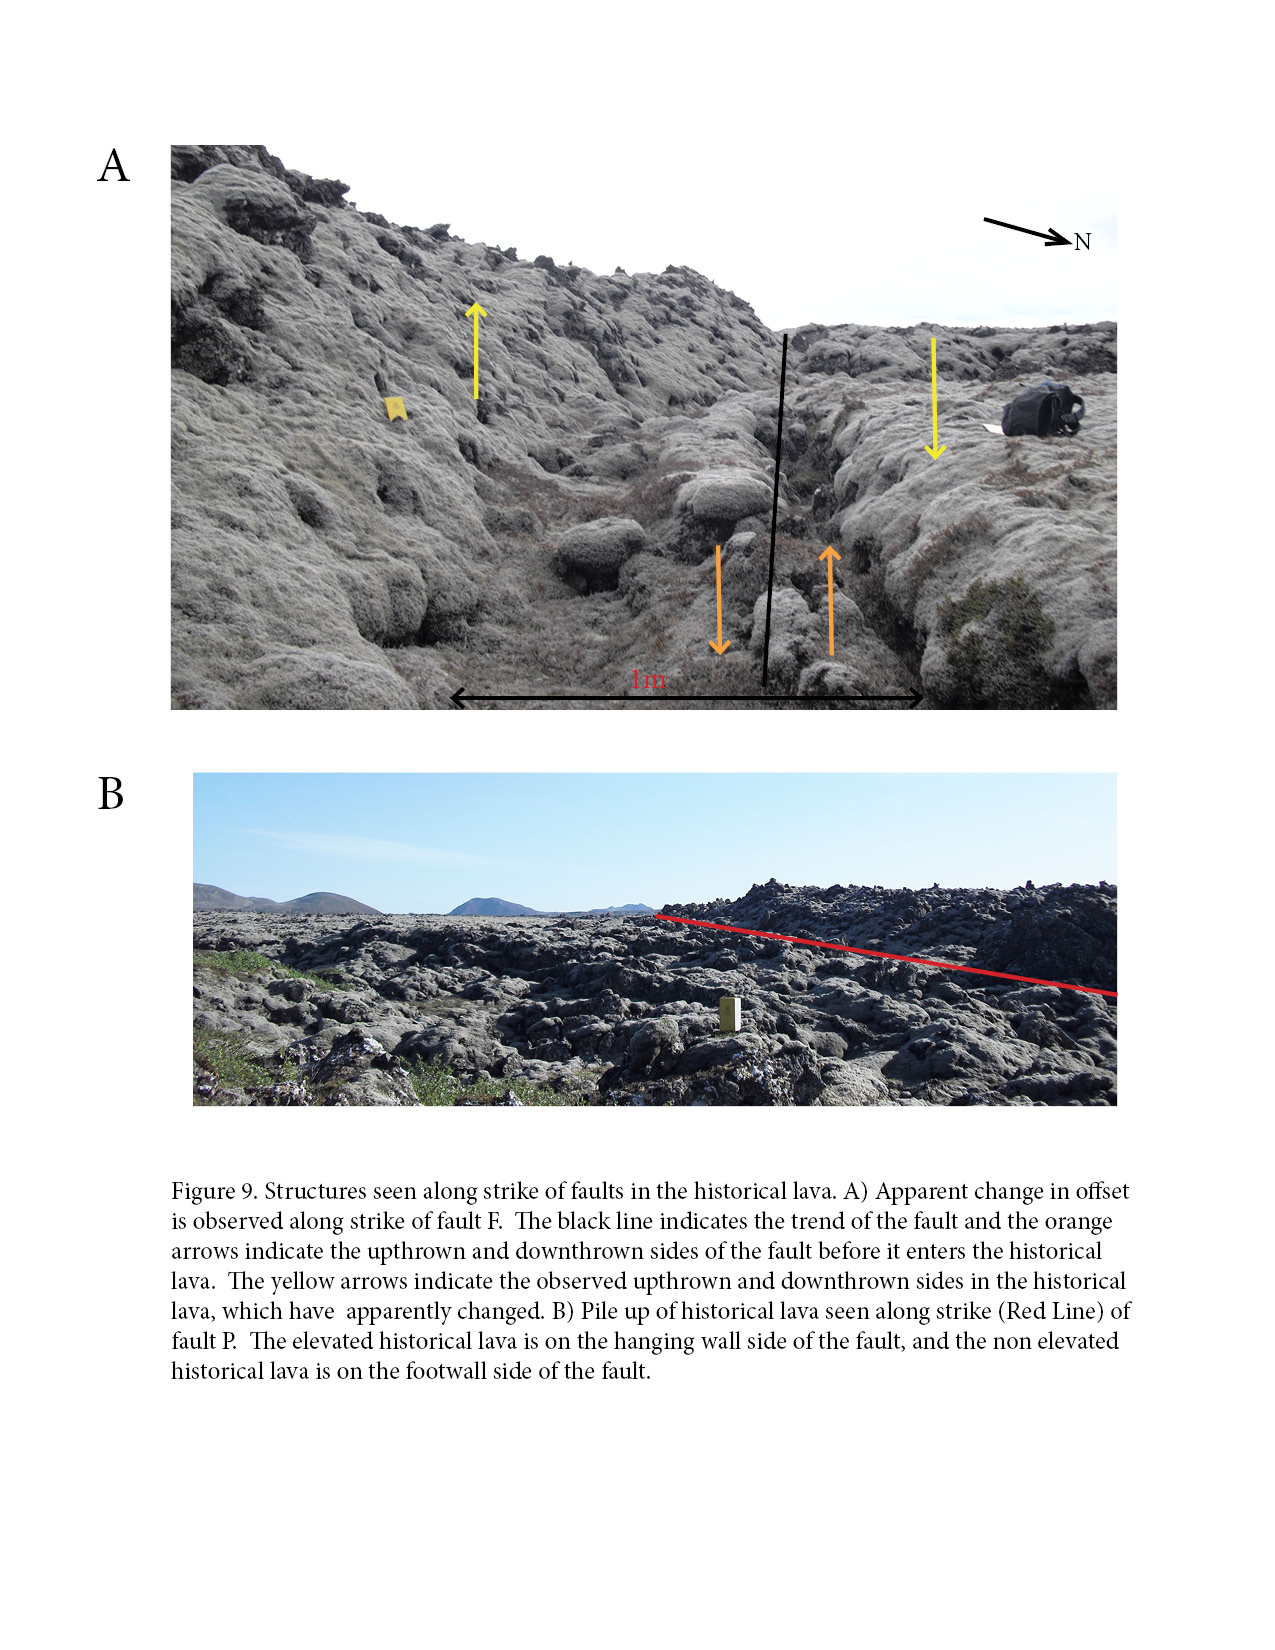 A
N
1m
B
Figure 9. Structures seen along strike of faults in the historical lava. A) Apparent change in offset
is observed along strike of fault F.  The black line indicates the trend of the fault and the orange
arrows indicate the upthrown and downthrown sides of the fault before it enters the historical
lava.  The yellow arrows indicate the observed upthrown and downthrown sides in the historical
lava, which have  apparently changed. B) Pile up of historical lava seen along strike (Red Line) of
fault P.  The elevated historical lava is on the hanging wall side of the fault, and the non elevated
historical lava is on the footwall side of the fault.